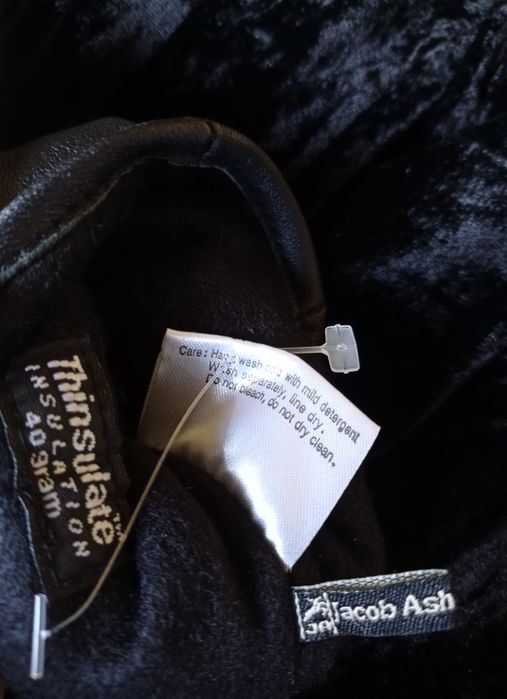 Care: Hand wash cold with mild detergent
Wash separately, line dry.
Do not bleach, do not dry clean.
Thinsulate
INSULATION
40 gram
Jacob Ash